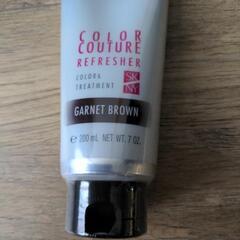 COLOR
COUTURE
REFRESHER
COLOR&
TREATMENT
SK
NY
GARNET BROWN
e 200 mL NET WT. 7 OZ.